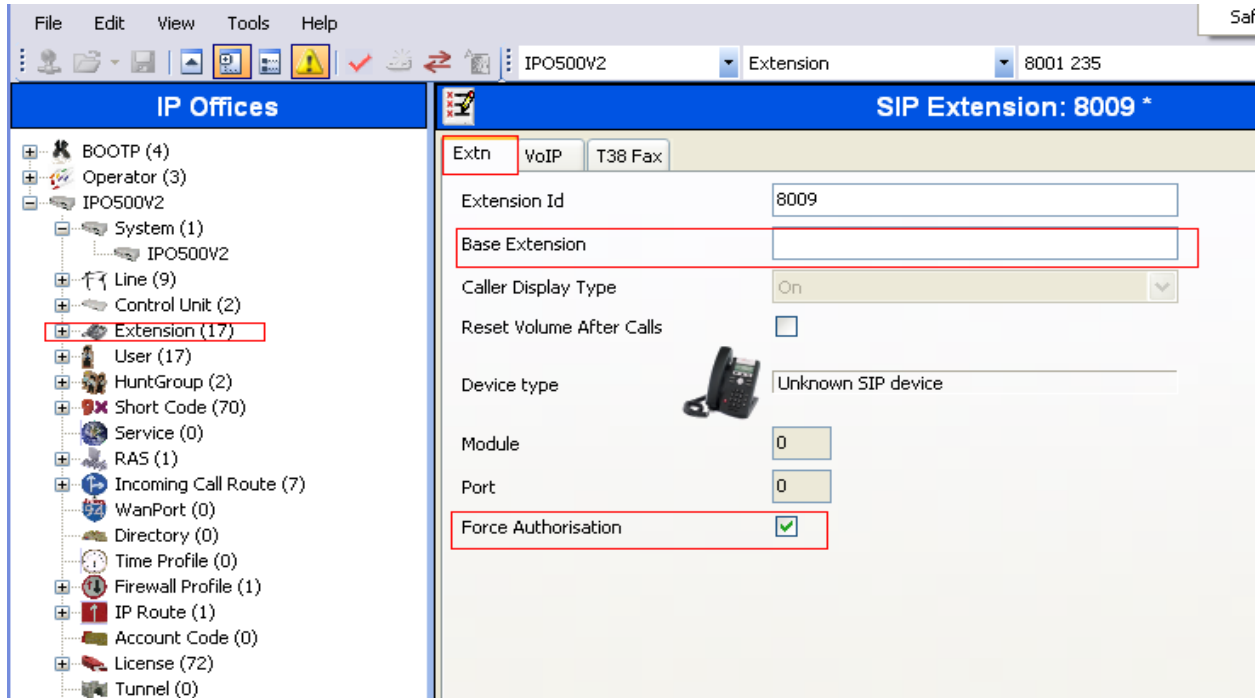 File Edit View Tools Help
Saf
IPO500V2 Extension 8001 235
IP Offices
BOOTP (4)
Operator (3)
IPO500V2
System (1)
IPO500V2
Line (9)
Control Unit (2)
Extension (17)
User (17)
HuntGroup (2)
Short Code (70)
Service (0)
RAS (1)
Incoming Call Route (7)
WanPort (0)
Directory (0)
Time Profile (0)
Firewall Profile (1)
IP Route (1)
Account Code (0)
License (72)
Tunnel (0)
SIP Extension: 8009 *
Extn VoIP T38 Fax
Extension Id 8009
Base Extension
Caller Display Type On
Reset Volume After Calls
Device type Unknown SIP device
Module 0
Port 0
Force Authorisation